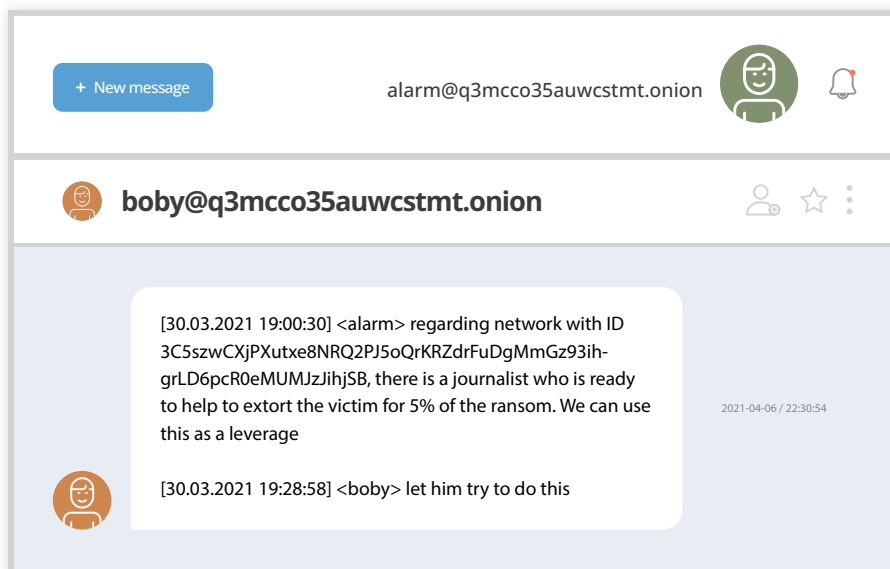 + New message
alarm@q3mcco35auwcstmt.onion
boby@q3mcco35auwcstmt.onion
[30.03.2021 19:00:30] <alarm> regarding network with ID
3C5szwCXjPXutxe8NRQ2PJ5oQrKRZdrFuDgMmGz93ih-
grLD6pcR0eMUMJzJihjSB, there is a journalist who is ready
to help to extort the victim for 5% of the ransom. We can use
this as a leverage
2021-04-06 / 22:30:54
[30.03.2021 19:28:58] <boby> let him try to do this